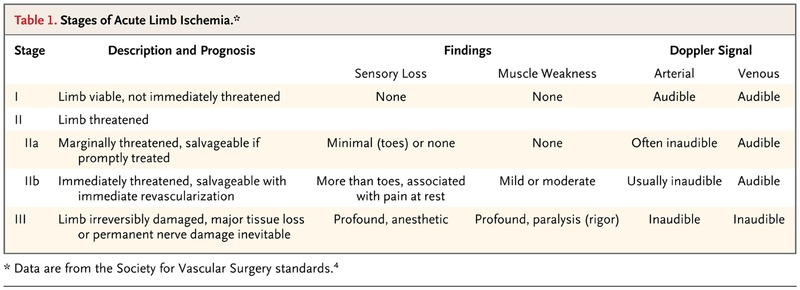 Table 1. Stages of Acute Limb Ischemia.*
Stage Description and Prognosis Findings Doppler Signal
Sensory Loss Muscle Weakness Arterial Venous
I Limb viable, not immediately threatened None None Audible Audible
II Limb threatened
IIa Marginally threatened, salvageable if Minimal (toes) or none None Often inaudible Audible
promptly treated
IIb Immediately threatened, salvageable with More than toes, associated Mild or moderate Usually inaudible Audible
immediate revascularization with pain at rest
III Limb irreversibly damaged, major tissue loss Profound, anesthetic Profound, paralysis (rigor) Inaudible Inaudible
or permanent nerve damage inevitable
* Data are from the Society for Vascular Surgery standards.⁴